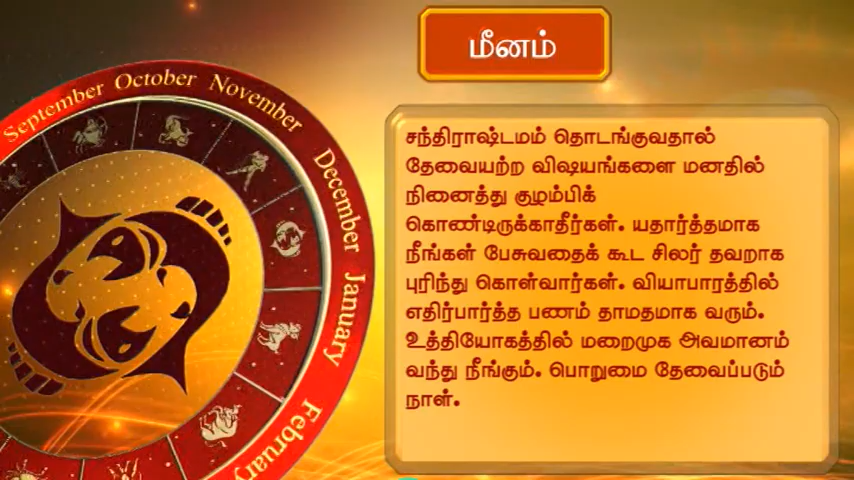 மீனம்
September October November December January February
சந்திராஷ்டமம் தொடங்குவதால்
தேவையற்ற விஷயங்களை மனதில்
நினைத்து குழம்பிக்
கொண்டிருக்காதீர்கள். யதார்த்தமாக
நீங்கள் பேசுவதைக் கூட சிலர் தவறாக
புரிந்து கொள்வார்கள். வியாபாரத்தில்
எதிர்பார்த்த பணம் தாமதமாக வரும்.
உத்தியோகத்தில் மறைமுக அவமானம்
வந்து நீங்கும். பொறுமை தேவைப்படும்
நாள்.